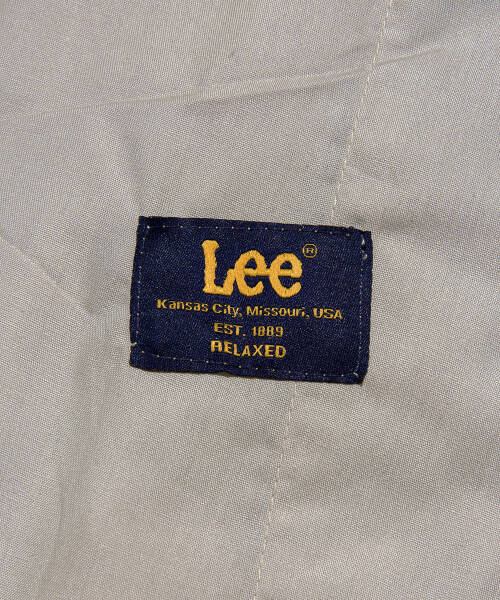 Lee®
Kansas City, Missouri, USA
EST. 1889
RELAXED